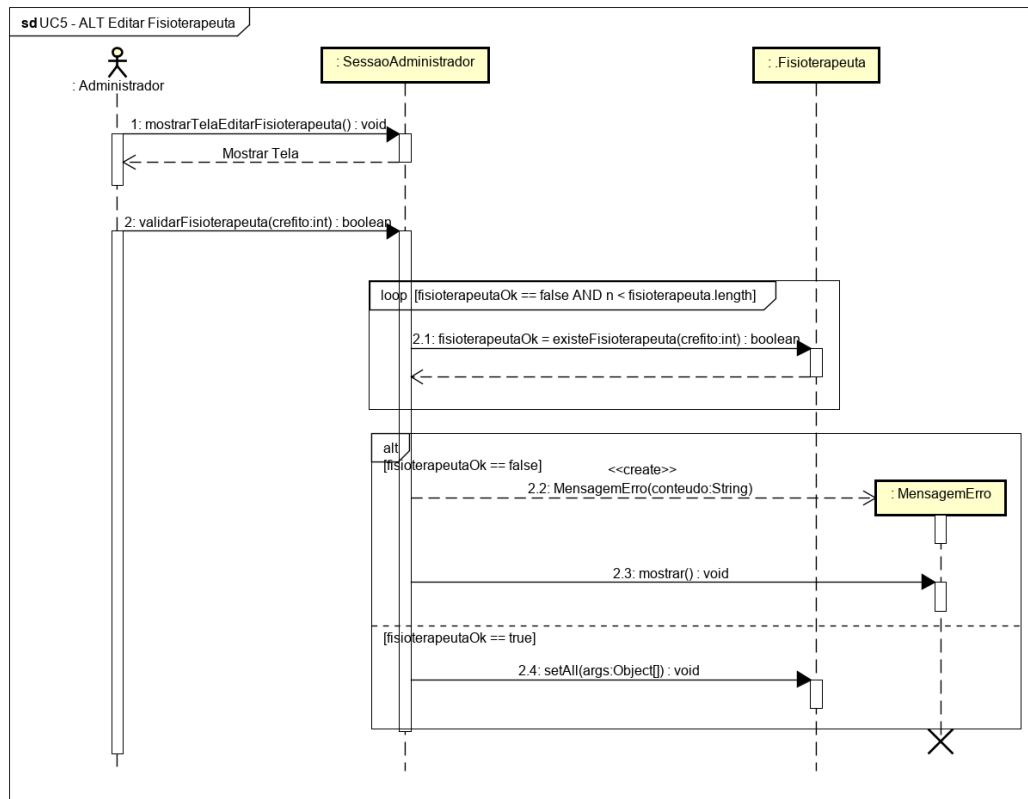 sd UC5 - ALT Editar Fisioterapeuta
: Administrador
: SessaoAdministrador
: .Fisioterapeuta
1: mostrarTelaEditarFisioterapeuta() : void
Mostrar Tela
2: validarFisioterapeuta(crefito:int) : boolean
loop [fisioterapeutaOk == false AND n < fisioterapeuta.length]
2.1: fisioterapeutaOk = existeFisioterapeuta(crefito:int) : boolean
alt
[fisioterapeutaOk == false]
<<create>>
2.2: MensagemErro(conteudo:String)
: MensagemErro
2.3: mostrar() : void
[fisioterapeutaOk == true]
2.4: setAll(args:Object[]) : void